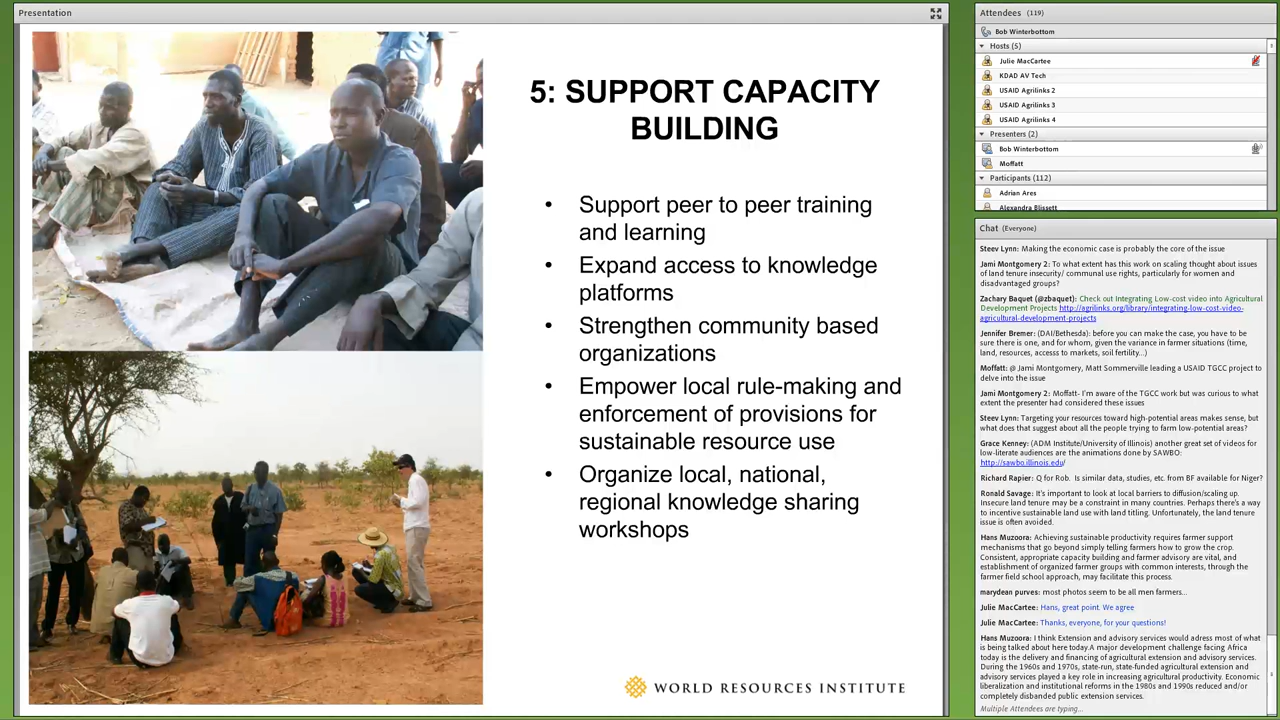 Presentation
5: SUPPORT CAPACITY
BUILDING
• Support peer to peer training
and learning
• Expand access to knowledge
platforms
• Strengthen community based
organizations
• Empower local rule-making and
enforcement of provisions for
sustainable resource use
• Organize local, national,
regional knowledge sharing
workshops
WORLD RESOURCES INSTITUTE
Attendees (119)
Bob Winterbottom
Hosts (5)
Julie MacCartee
KDAD AV Tech
USAID Agrilinks 2
USAID Agrilinks 3
USAID Agrilinks 4
Presenters (2)
Bob Winterbottom
Moffatt
Participants (112)
Adrian Ares
Alexandra Blissett
Chat (Everyone)
Steev Lynn: Making the economic case is probably the core of the issue
Jami Montgomery 2: To what extent has this work on scaling thought about issues
of land tenure insecurity/ communal use rights, particularly for women and
disadvantaged groups?
Zachary Baquet (@zbaquet): Check out Integrating Low-cost video into Agricultural
Development Projects http://agrilinks.org/library/integrating-low-cost-video-
agricultural-development-projects
Jennifer Bremer: (DAI/Bethesda): before you can make the case, you have to be
sure there is one, and for whom, given the variance in farmer situations (time,
land, resources, access to markets, soil fertility...)
Moffatt: @ Jami Montgomery, Matt Sommerville leading a USAID TGCC project to
delve into the issue
Jami Montgomery 2: Moffatt- I'm aware of the TGCC work but was curious to what
extent the presenter had considered these issues
Steev Lynn: Targeting your resources toward high-potential areas makes sense, but
what does that suggest about all the people trying to farm low-potential areas?
Grace Kenney: (ADM Institute/University of Illinois) another great set of videos for
low-literate audiences are the animations done by SAWBO:
http://sawbo.illinois.edu/
Richard Rapier: Q for Rob. Is similar data, studies, etc. from BF available for Niger?
Ronald Savage: It's important to look at local barriers to diffusion/scaling up.
Insecure land tenure may be a constraint in many countries. Perhaps there's a way
to incentive sustainable land use with land titling. Unfortunately, the land tenure
issue is often avoided.
Hans Muzoora: Achieving sustainable productivity requires farmer support
mechanisms that go beyond simply telling farmers how to grow the crop.
Consistent, appropriate capacity building and farmer advisory are vital, and
establishment of organized farmer groups with common interests, through the
farmer field school approach, may facilitate this process.
marydean purves: most photos seem to be all men farmers...
Julie MacCartee: Hans, great point. We agree
Julie MacCartee: Thanks, everyone, for your questions!
Hans Muzoora: I think Extension and advisory services would adress most of what
is being talked about here today.A major development challenge facing Africa
today is the delivery and financing of agricultural extension and advisory services.
During the 1960s and 1970s, state-run, state-funded agricultural extension and
advisory services played a key role in increasing agricultural productivity. Economic
liberalization and institutional reforms in the 1980s and 1990s reduced and/or
completely disbanded public extension services.
Multiple Attendees are typing...